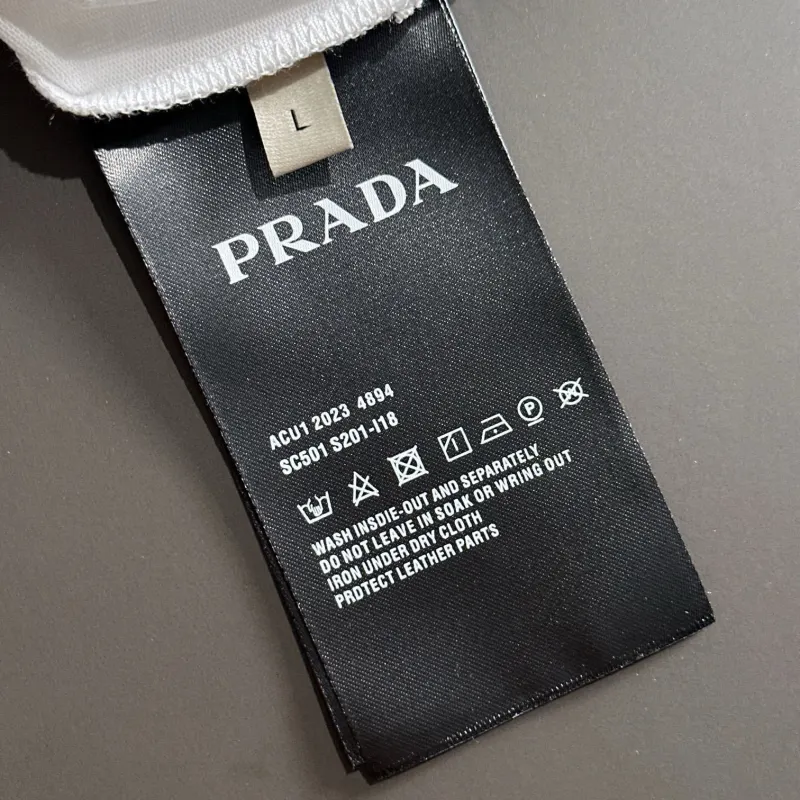 L
PRADA
ACU1 2023 4894
SC501 S201-I18
P
WASH INSDIE-OUT AND SEPARATELY
DO NOT LEAVE IN SOAK OR WRING OUT
IRON UNDER DRY CLOTH
PRDTECT LEATHER PARTS